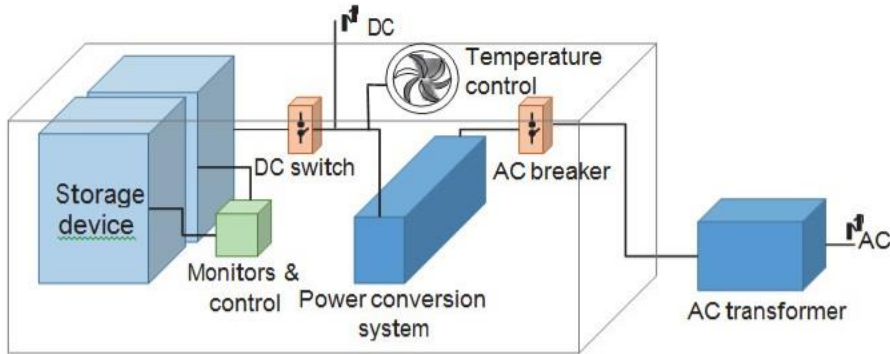 DC
Temperature
control
DC switch
AC breaker
Storage
device
Monitors &
control
Power conversion
system
AC
AC transformer